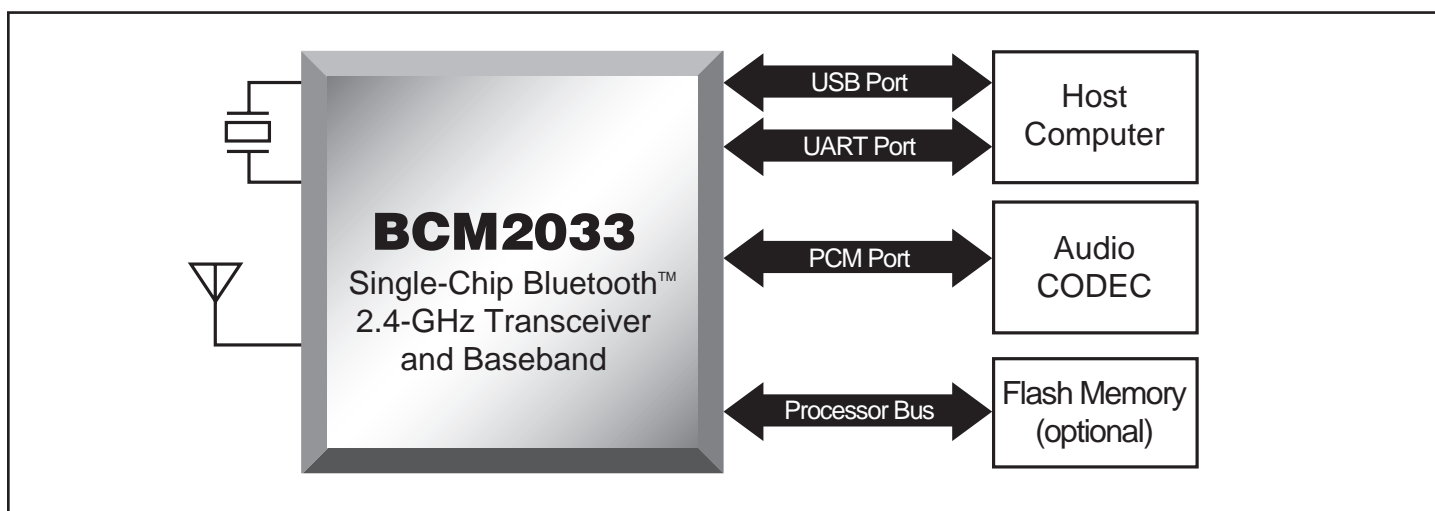 BCM2033
Single-Chip Bluetooth™
2.4-GHz Transceiver
and Baseband
USB Port
UART Port
Host
Computer
PCM Port
Audio
CODEC
Processor Bus
Flash Memory
(optional)